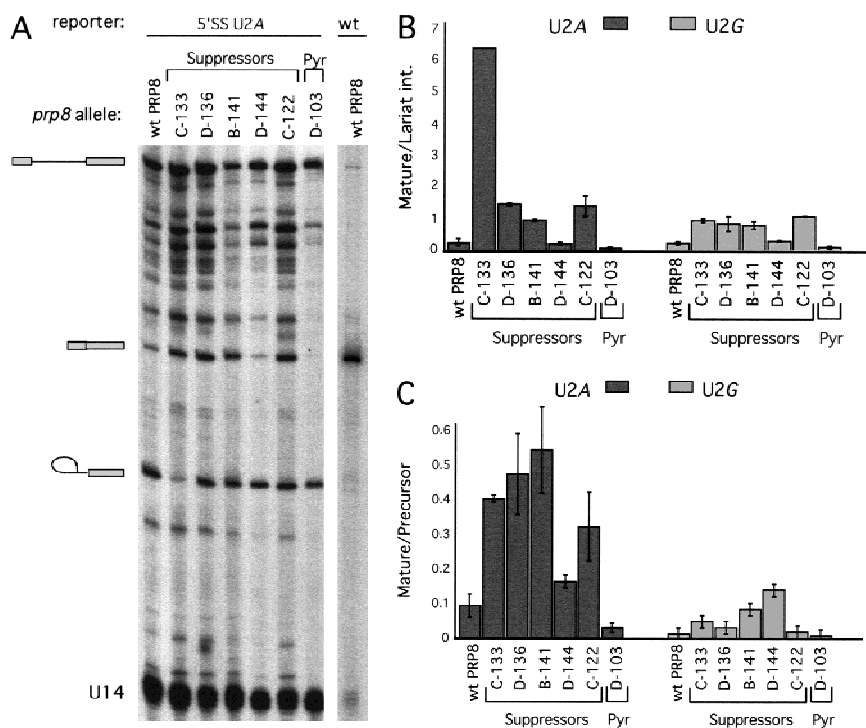 A
reporter: 5'SS U2A wt
Suppressors Pyr
prp8 allele: wt PRP8 C-133 D-136 B-141 D-144 C-122 D-103 wt PRP8
U14
B
U2A U2G
Mature/Lariat int.
7
6
5
4
3
2
1
0
wt PRP8 C-133 D-136 B-141 D-144 C-122 D-103 wt PRP8 C-133 D-136 B-141 D-144 C-122 D-103
Suppressors Pyr Suppressors Pyr
C
U2A U2G
Mature/Precursor
0.6
0.5
0.4
0.3
0.2
0.1
0
wt PRP8 C-133 D-136 B-141 D-144 C-122 D-103 wt PRP8 C-133 D-136 B-141 D-144 C-122 D-103
Suppressors Pyr Suppressors Pyr